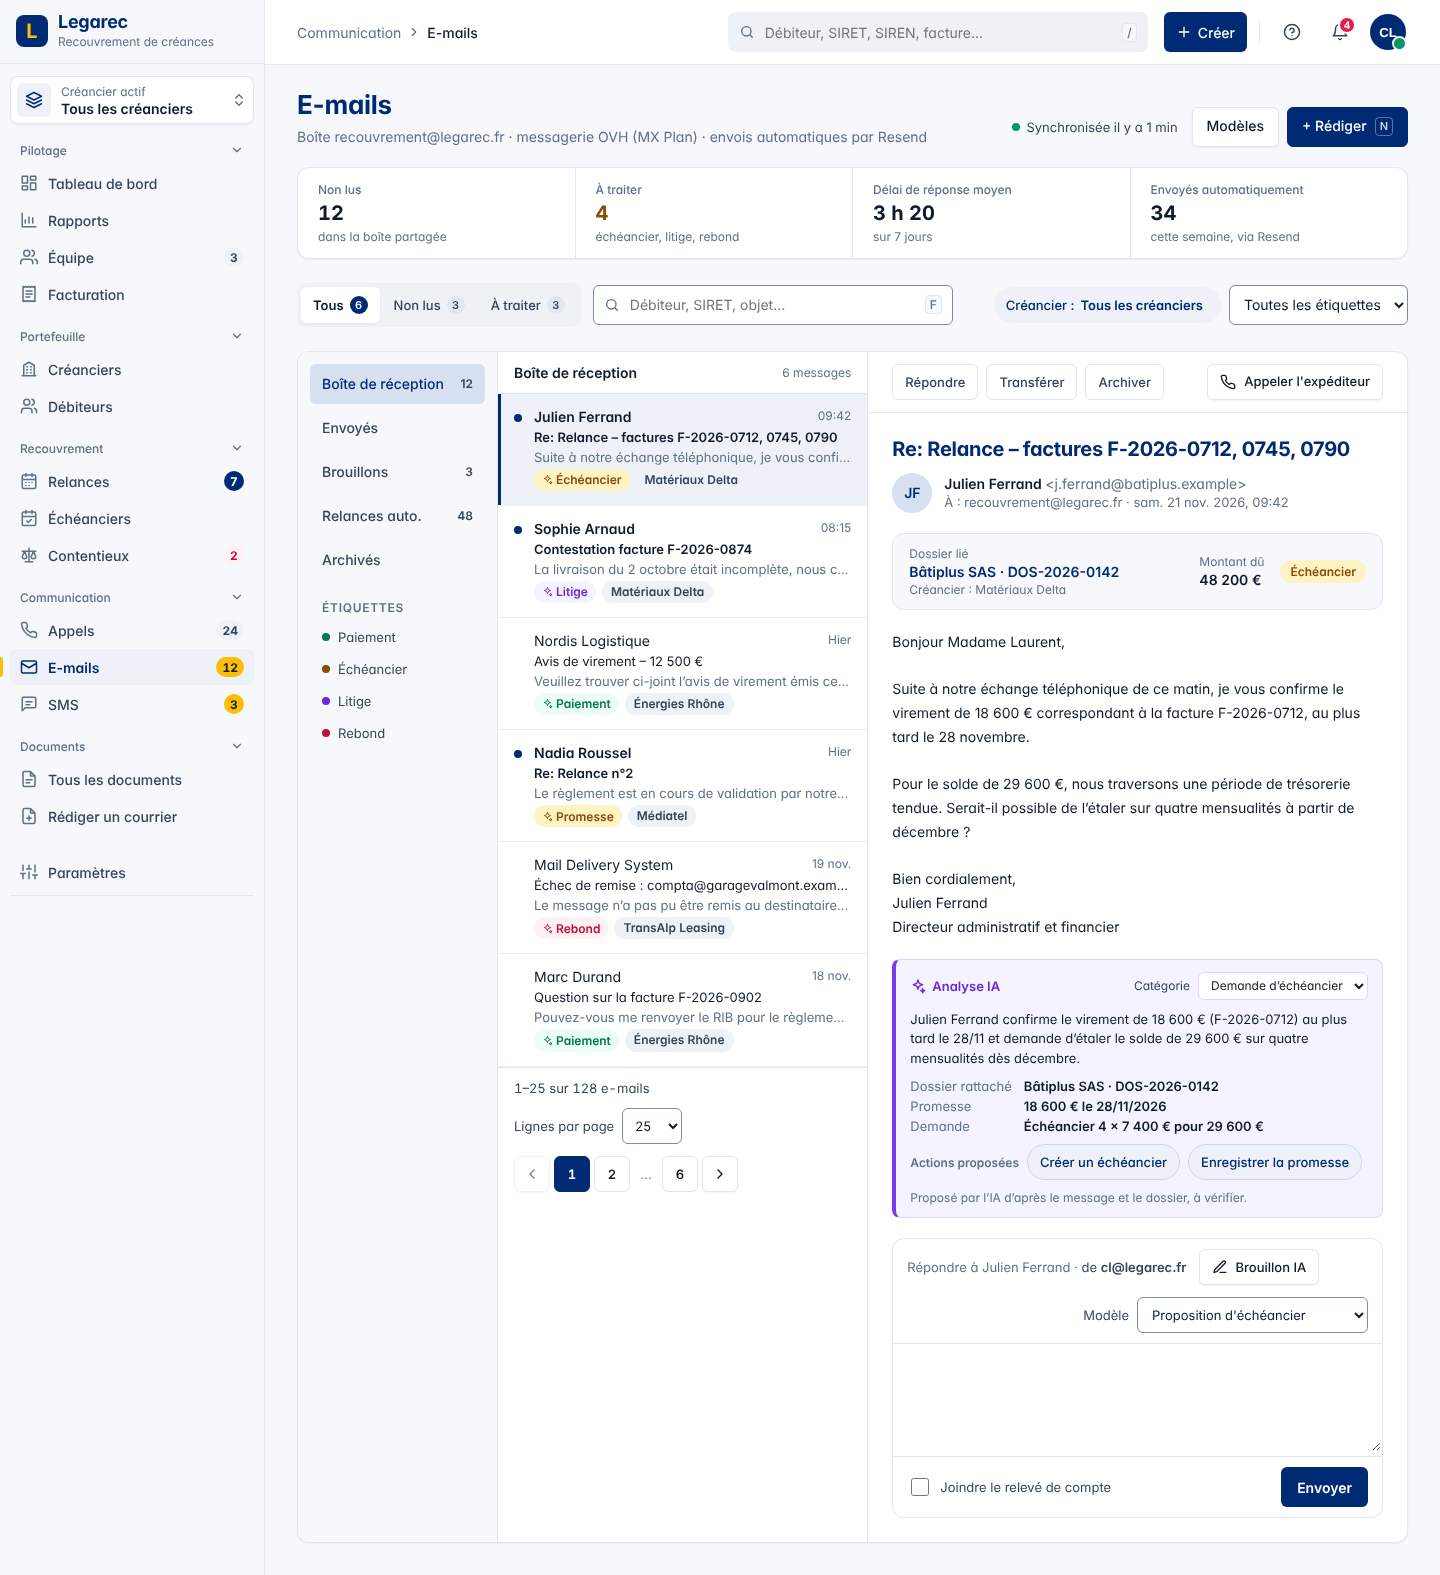 L
Legarec
Recouvrement de créances
Créancier actif
Tous les créanciers
Pilotage
Tableau de bord
Rapports
Équipe 3
Facturation
Portefeuille
Créanciers
Débiteurs
Recouvrement
Relances 7
Échéanciers
Contentieux 2
Communication
Appels 24
E-mails 12
SMS 3
Documents
Tous les documents
Rédiger un courrier
Paramètres
Communication > E-mails
Débiteur, SIRET, SIREN, facture... /
+ Créer
4
CL
E-mails
Boîte recouvrement@legarec.fr · messagerie OVH (MX Plan) · envois automatiques par Resend
Synchronisée il y a 1 min
Modèles
+ Rédiger N
Non lus
12
dans la boîte partagée
À traiter
4
échéancier, litige, rebond
Délai de réponse moyen
3 h 20
sur 7 jours
Envoyés automatiquement
34
cette semaine, via Resend
Tous 6
Non lus 3
À traiter 3
Débiteur, SIRET, objet... F
Créancier : Tous les créanciers
Toutes les étiquettes
Boîte de réception 12
Envoyés
Brouillons 3
Relances auto. 48
Archivés
ÉTIQUETTES
Paiement
Échéancier
Litige
Rebond
Boîte de réception 6 messages
Julien Ferrand 09:42
Re: Relance – factures F-2026-0712, 0745, 0790
Suite à notre échange téléphonique, je vous confi...
Échéancier Matériaux Delta
Sophie Arnaud 08:15
Contestation facture F-2026-0874
La livraison du 2 octobre était incomplète, nous c...
Litige Matériaux Delta
Nordis Logistique Hier
Avis de virement – 12 500 €
Veuillez trouver ci-joint l’avis de virement émis ce...
Paiement Énergies Rhône
Nadia Roussel Hier
Re: Relance n°2
Le règlement est en cours de validation par notre...
Promesse Médiatel
Mail Delivery System 19 nov.
Échec de remise : compta@garagevalmont.exam...
Le message n’a pas pu être remis au destinataire...
Rebond TransAlp Leasing
Marc Durand 18 nov.
Question sur la facture F-2026-0902
Pouvez-vous me renvoyer le RIB pour le règleme...
Paiement Énergies Rhône
1–25 sur 128 e-mails
Lignes par page 25
1 2 ... 6
Répondre
Transférer
Archiver
Appeler l'expéditeur
Re: Relance – factures F-2026-0712, 0745, 0790
JF
Julien Ferrand <j.ferrand@batiplus.example>
À : recouvrement@legarec.fr · sam. 21 nov. 2026, 09:42
Dossier lié
Bâtiplus SAS · DOS-2026-0142
Créancier : Matériaux Delta
Montant dû
48 200 €
Échéancier
Bonjour Madame Laurent,
Suite à notre échange téléphonique de ce matin, je vous confirme le
virement de 18 600 € correspondant à la facture F-2026-0712, au plus
tard le 28 novembre.
Pour le solde de 29 600 €, nous traversons une période de trésorerie
tendue. Serait-il possible de l’étaler sur quatre mensualités à partir de
décembre ?
Bien cordialement,
Julien Ferrand
Directeur administratif et financier
Analyse IA
Catégorie Demande d’échéancier
Julien Ferrand confirme le virement de 18 600 € (F-2026-0712) au plus
tard le 28/11 et demande d’étaler le solde de 29 600 € sur quatre
mensualités dès décembre.
Dossier rattaché Bâtiplus SAS · DOS-2026-0142
Promesse 18 600 € le 28/11/2026
Demande Échéancier 4 × 7 400 € pour 29 600 €
Actions proposées Créer un échéancier Enregistrer la promesse
Proposé par l’IA d’après le message et le dossier, à vérifier.
Répondre à Julien Ferrand · de cl@legarec.fr Brouillon IA
Modèle Proposition d'échéancier
Joindre le relevé de compte
Envoyer